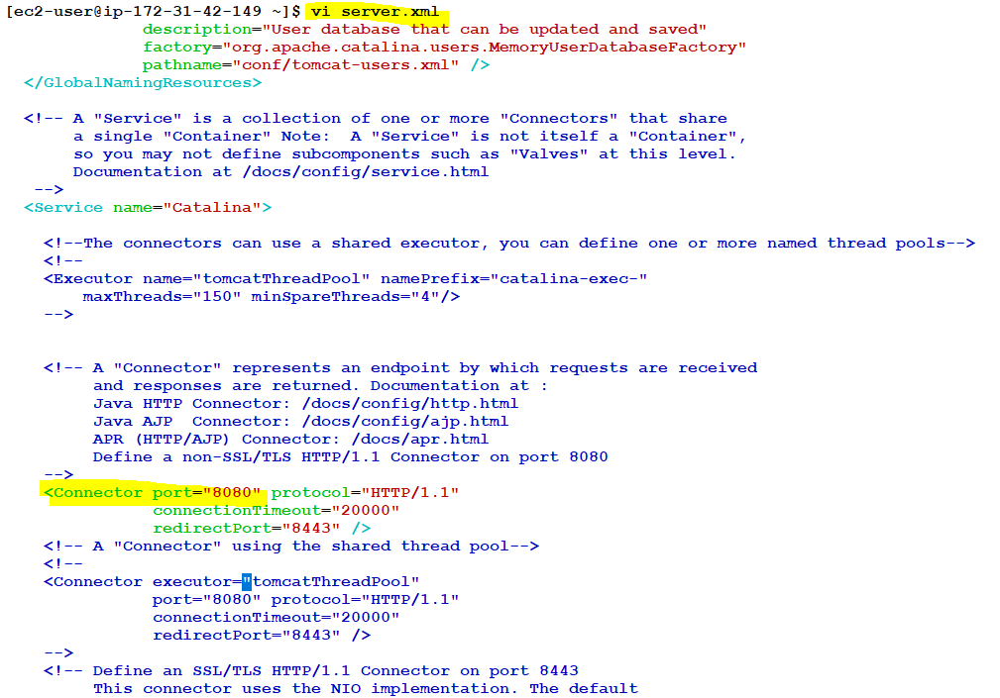 [ec2-user@ip-172-31-42-149 ~]$ vi server.xml
description="User database that can be updated and saved"
factory="org.apache.catalina.users.MemoryUserDatabaseFactory"
pathname="conf/tomcat-users.xml" />
</GlobalNamingResources>
<!-- A "Service" is a collection of one or more "Connectors" that share
a single "Container" Note:  A "Service" is not itself a "Container",
so you may not define subcomponents such as "Valves" at this level.
Documentation at /docs/config/service.html
-->
<Service name="Catalina">
<!--The connectors can use a shared executor, you can define one or more named thread pools-->
<!--
<Executor name="tomcatThreadPool" namePrefix="catalina-exec-"
maxThreads="150" minSpareThreads="4"/>
-->
<!-- A "Connector" represents an endpoint by which requests are received
and responses are returned. Documentation at :
Java HTTP Connector: /docs/config/http.html
Java AJP  Connector: /docs/config/ajp.html
APR (HTTP/AJP) Connector: /docs/apr.html
Define a non-SSL/TLS HTTP/1.1 Connector on port 8080
-->
<Connector port="8080" protocol="HTTP/1.1"
connectionTimeout="20000"
redirectPort="8443" />
<!-- A "Connector" using the shared thread pool-->
<!--
<Connector executor="tomcatThreadPool"
port="8080" protocol="HTTP/1.1"
connectionTimeout="20000"
redirectPort="8443" />
-->
<!-- Define an SSL/TLS HTTP/1.1 Connector on port 8443
This connector uses the NIO implementation. The default